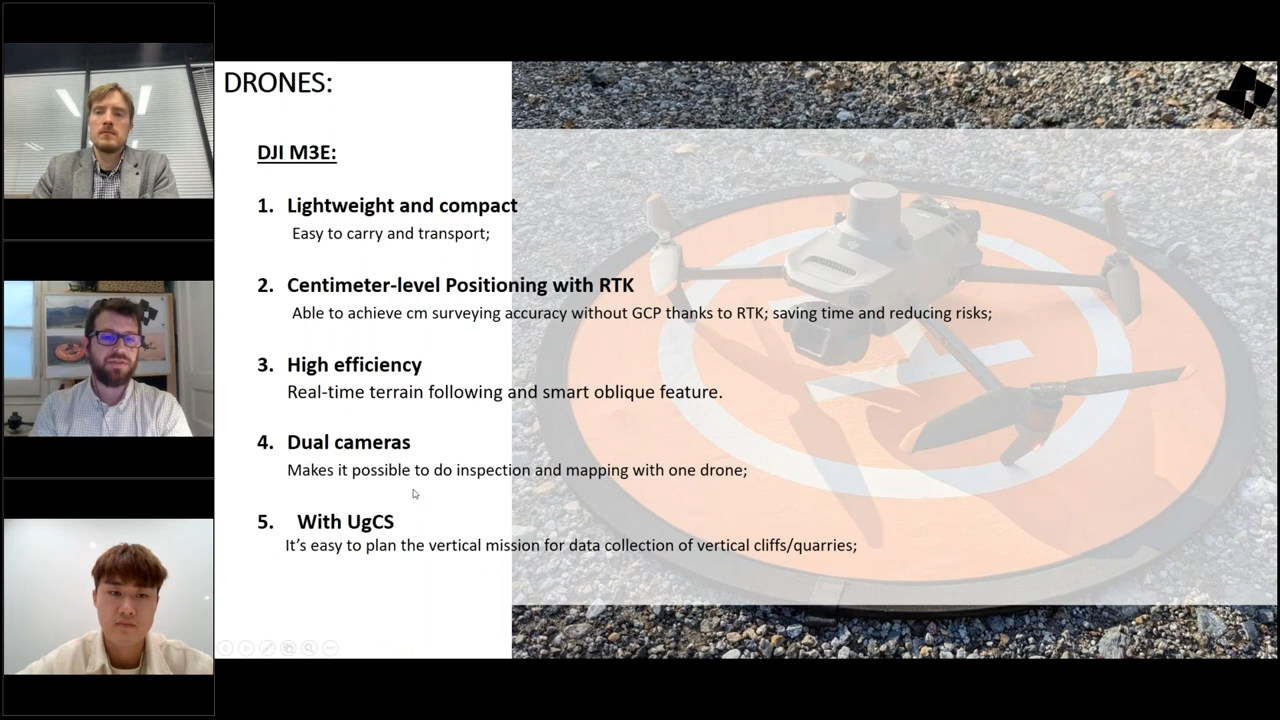 DRONES:
DJI M3E:
1. Lightweight and compact
Easy to carry and transport;
2. Centimeter-level Positioning with RTK
Able to achieve cm surveying accuracy without GCP thanks to RTK; saving time and reducing risks;
3. High efficiency
Real-time terrain following and smart oblique feature.
4. Dual cameras
Makes it possible to do inspection and mapping with one drone;
5. With UgCS
It's easy to plan the vertical mission for data collection of vertical cliffs/quarries;